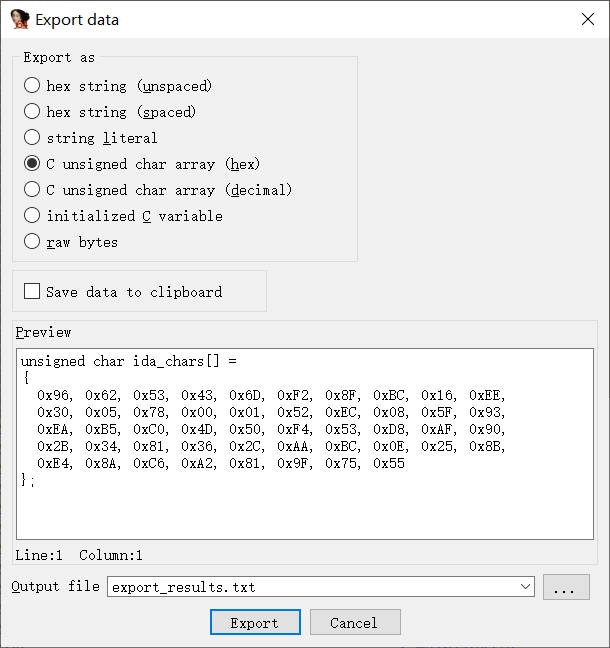 Export data
Export as
hex string (unspaced)
hex string (spaced)
string literal
C unsigned char array (hex)
C unsigned char array (decimal)
initialized C variable
raw bytes
Save data to clipboard
Preview
unsigned char ida_chars[] =
{
  0x96, 0x62, 0x53, 0x43, 0x6D, 0xF2, 0x8F, 0xBC, 0x16, 0xEE,
  0x30, 0x05, 0x78, 0x00, 0x01, 0x52, 0xEC, 0x08, 0x5F, 0x93,
  0xEA, 0xB5, 0xC0, 0x4D, 0x50, 0xF4, 0x53, 0xD8, 0xAF, 0x90,
  0x2B, 0x34, 0x81, 0x36, 0x2C, 0xAA, 0xBC, 0x0E, 0x25, 0x8B,
  0xE4, 0x8A, 0xC6, 0xA2, 0x81, 0x9F, 0x75, 0x55
};
Line:1  Column:1
Output file export_results.txt ...
Export Cancel